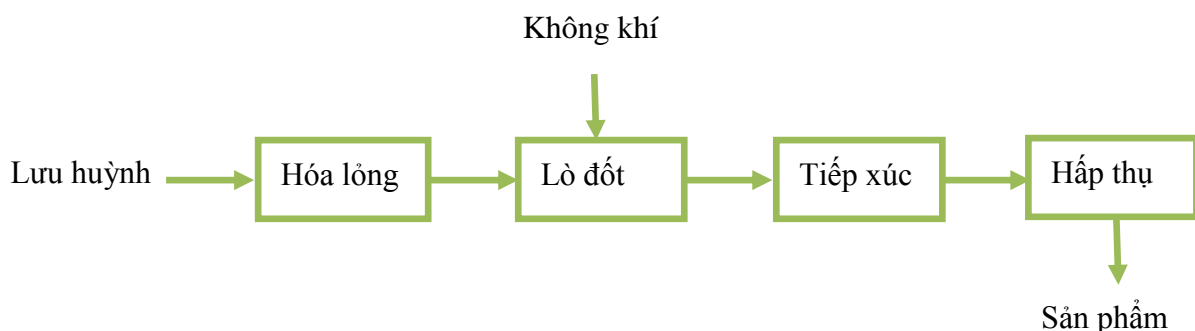 Không khí
Lưu huỳnh
Hóa lỏng
Lò đốt
Tiếp xúc
Hấp thụ
Sản phẩm